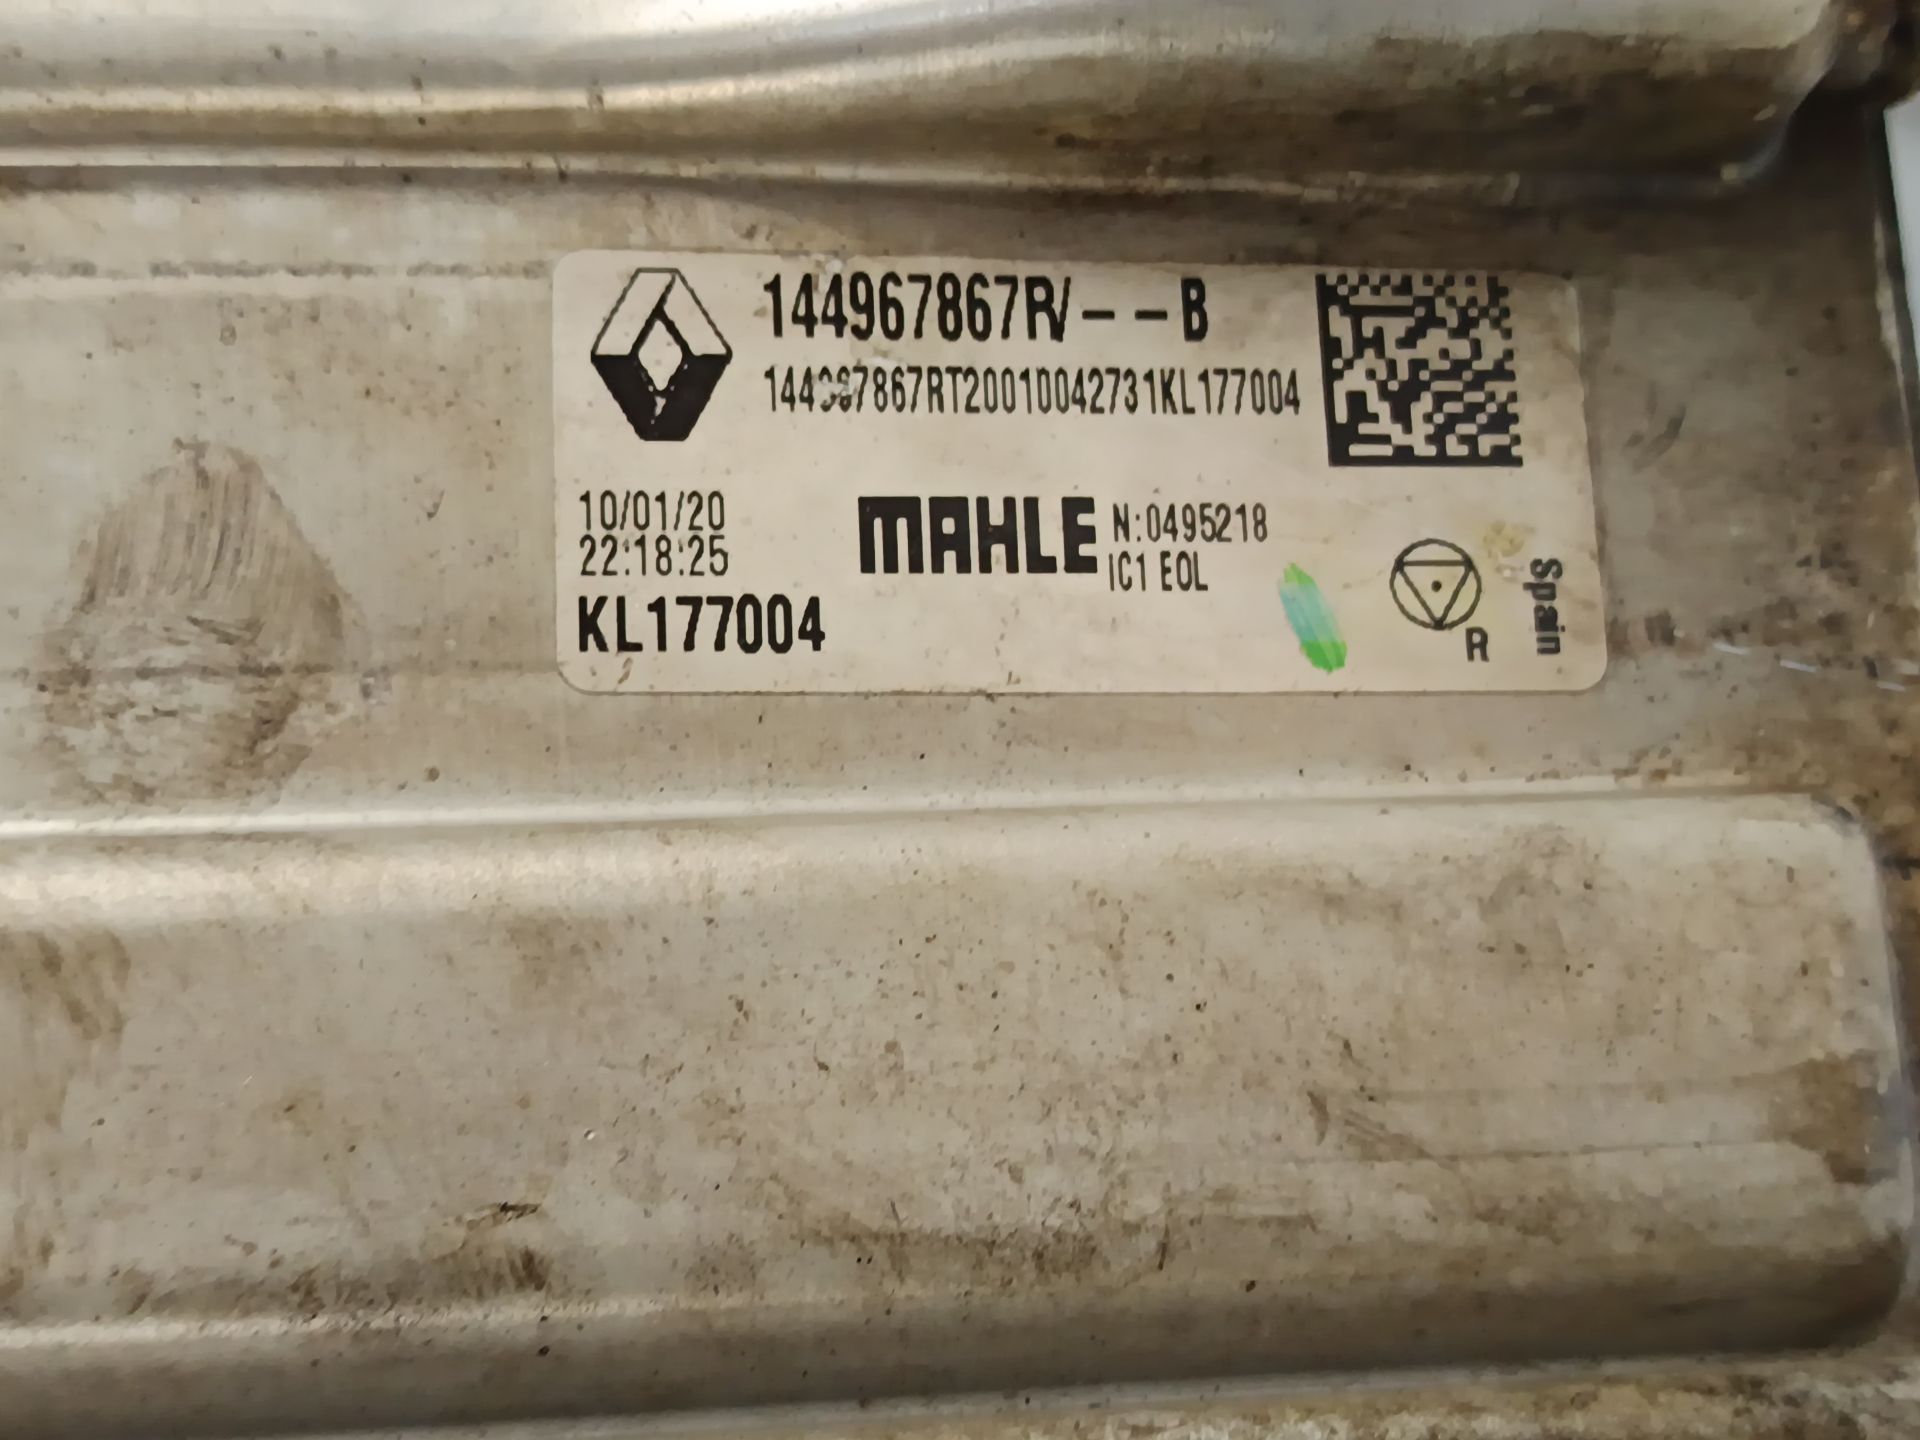 144967867R/--B
144967867RT20010042731KL177004
10/01/20
22:18:25
KL177004
MAHLE
N:0495218
IC1 EOL
R
Spain